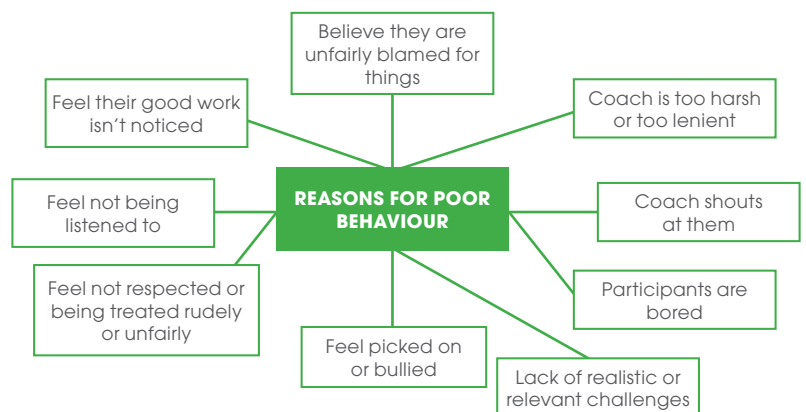 Believe they are
unfairly blamed for
things
Feel their good work
isn't noticed
Coach is too harsh
or too lenient
REASONS FOR POOR
BEHAVIOUR
Feel not being
listened to
Coach shouts
at them
Feel not respected or
being treated rudely
or unfairly
Participants are
bored
Feel picked on
or bullied
Lack of realistic or
relevant challenges